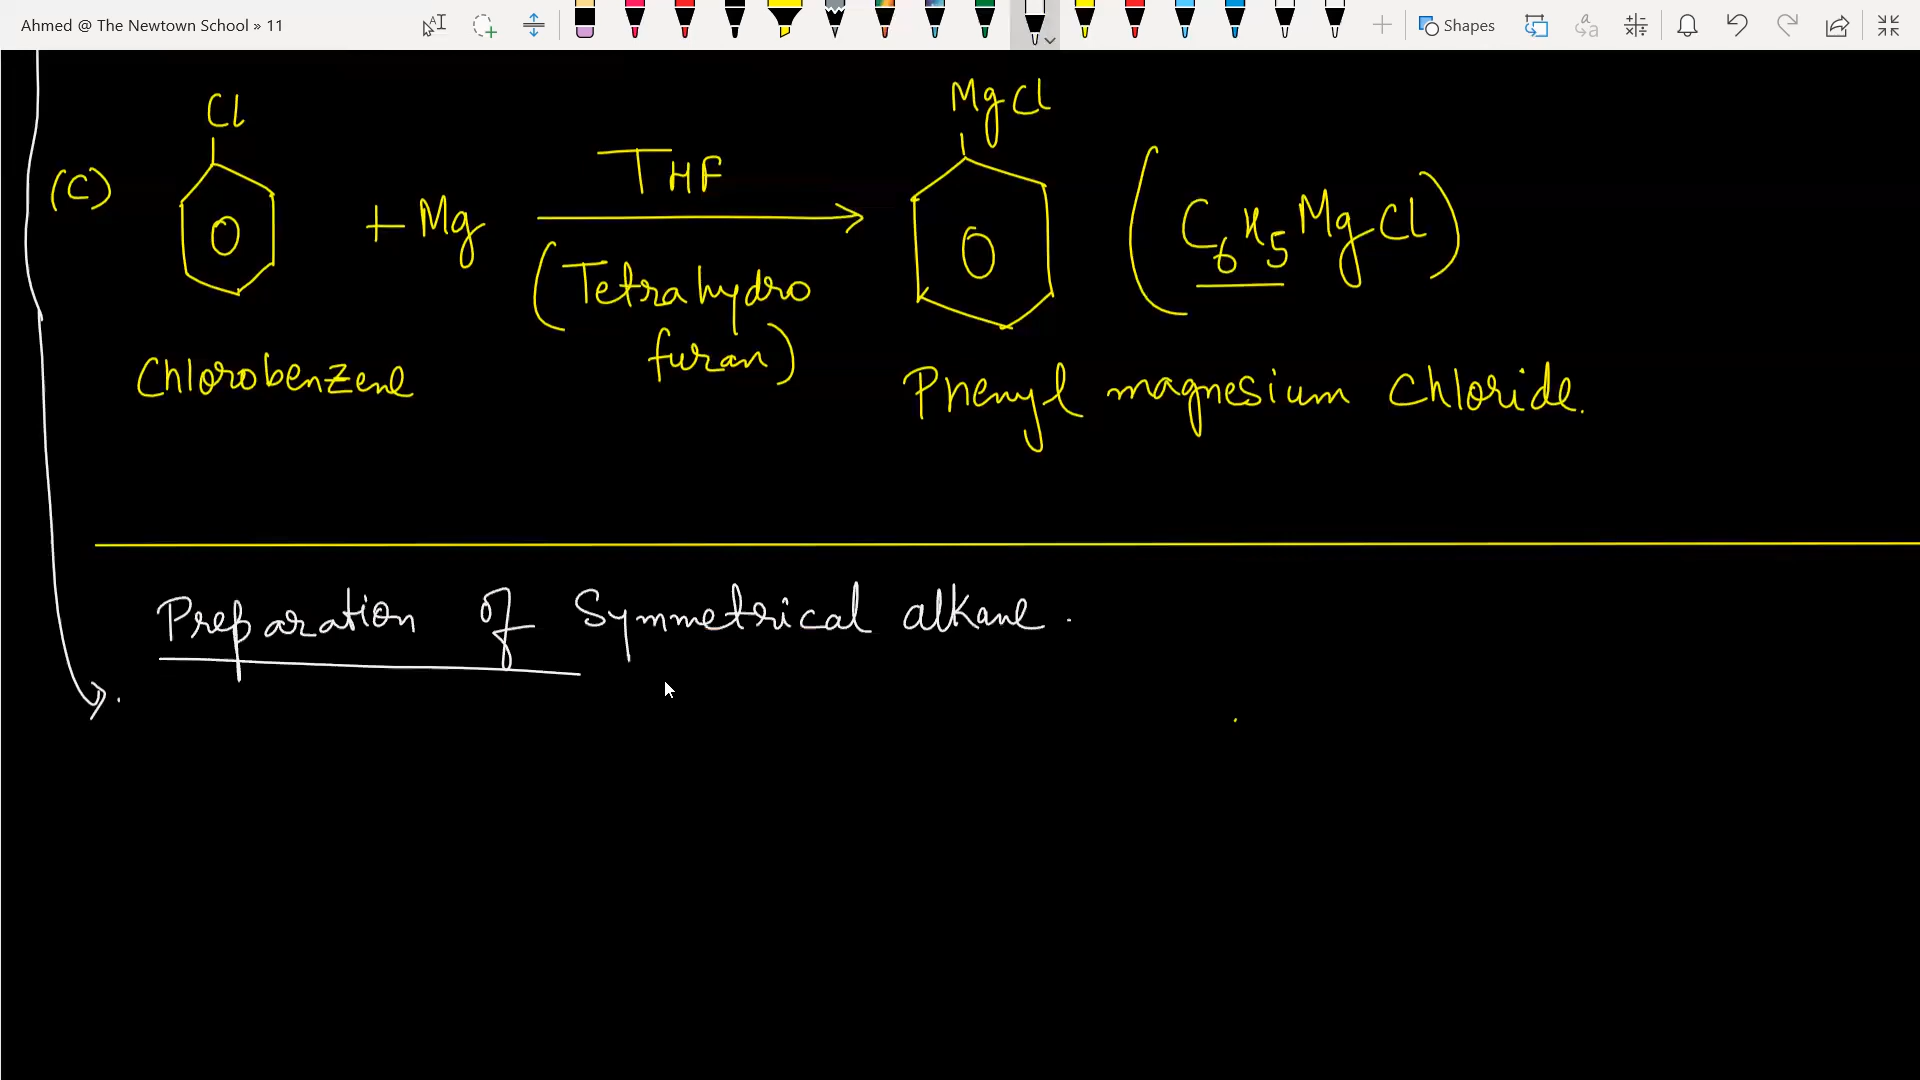 Ahmed @ The Newtown School » 11
Shapes
Cl
MgCl
(C)
+ Mg
THF
(Tetrahydro
furan)
(C₆H₅MgCl)
Chlorobenzene
Phenyl magnesium chloride.
Preparation of Symmetrical alkane.